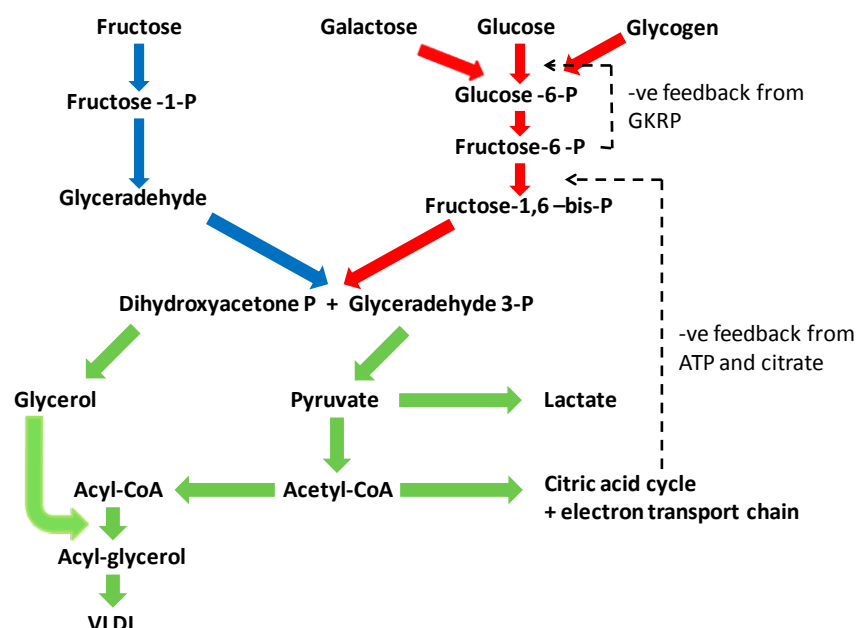 Fructose
Galactose
Glucose
Glycogen
Fructose -1-P
Glucose -6-P
-ve feedback from
GKRP
Fructose-6 -P
Glyceradehyde
Fructose-1,6 –bis-P
Dihydroxyacetone P + Glyceradehyde 3-P
-ve feedback from
ATP and citrate
Glycerol
Pyruvate
Lactate
Acyl-CoA
Acetyl-CoA
Citric acid cycle
+ electron transport chain
Acyl-glycerol
VLDL